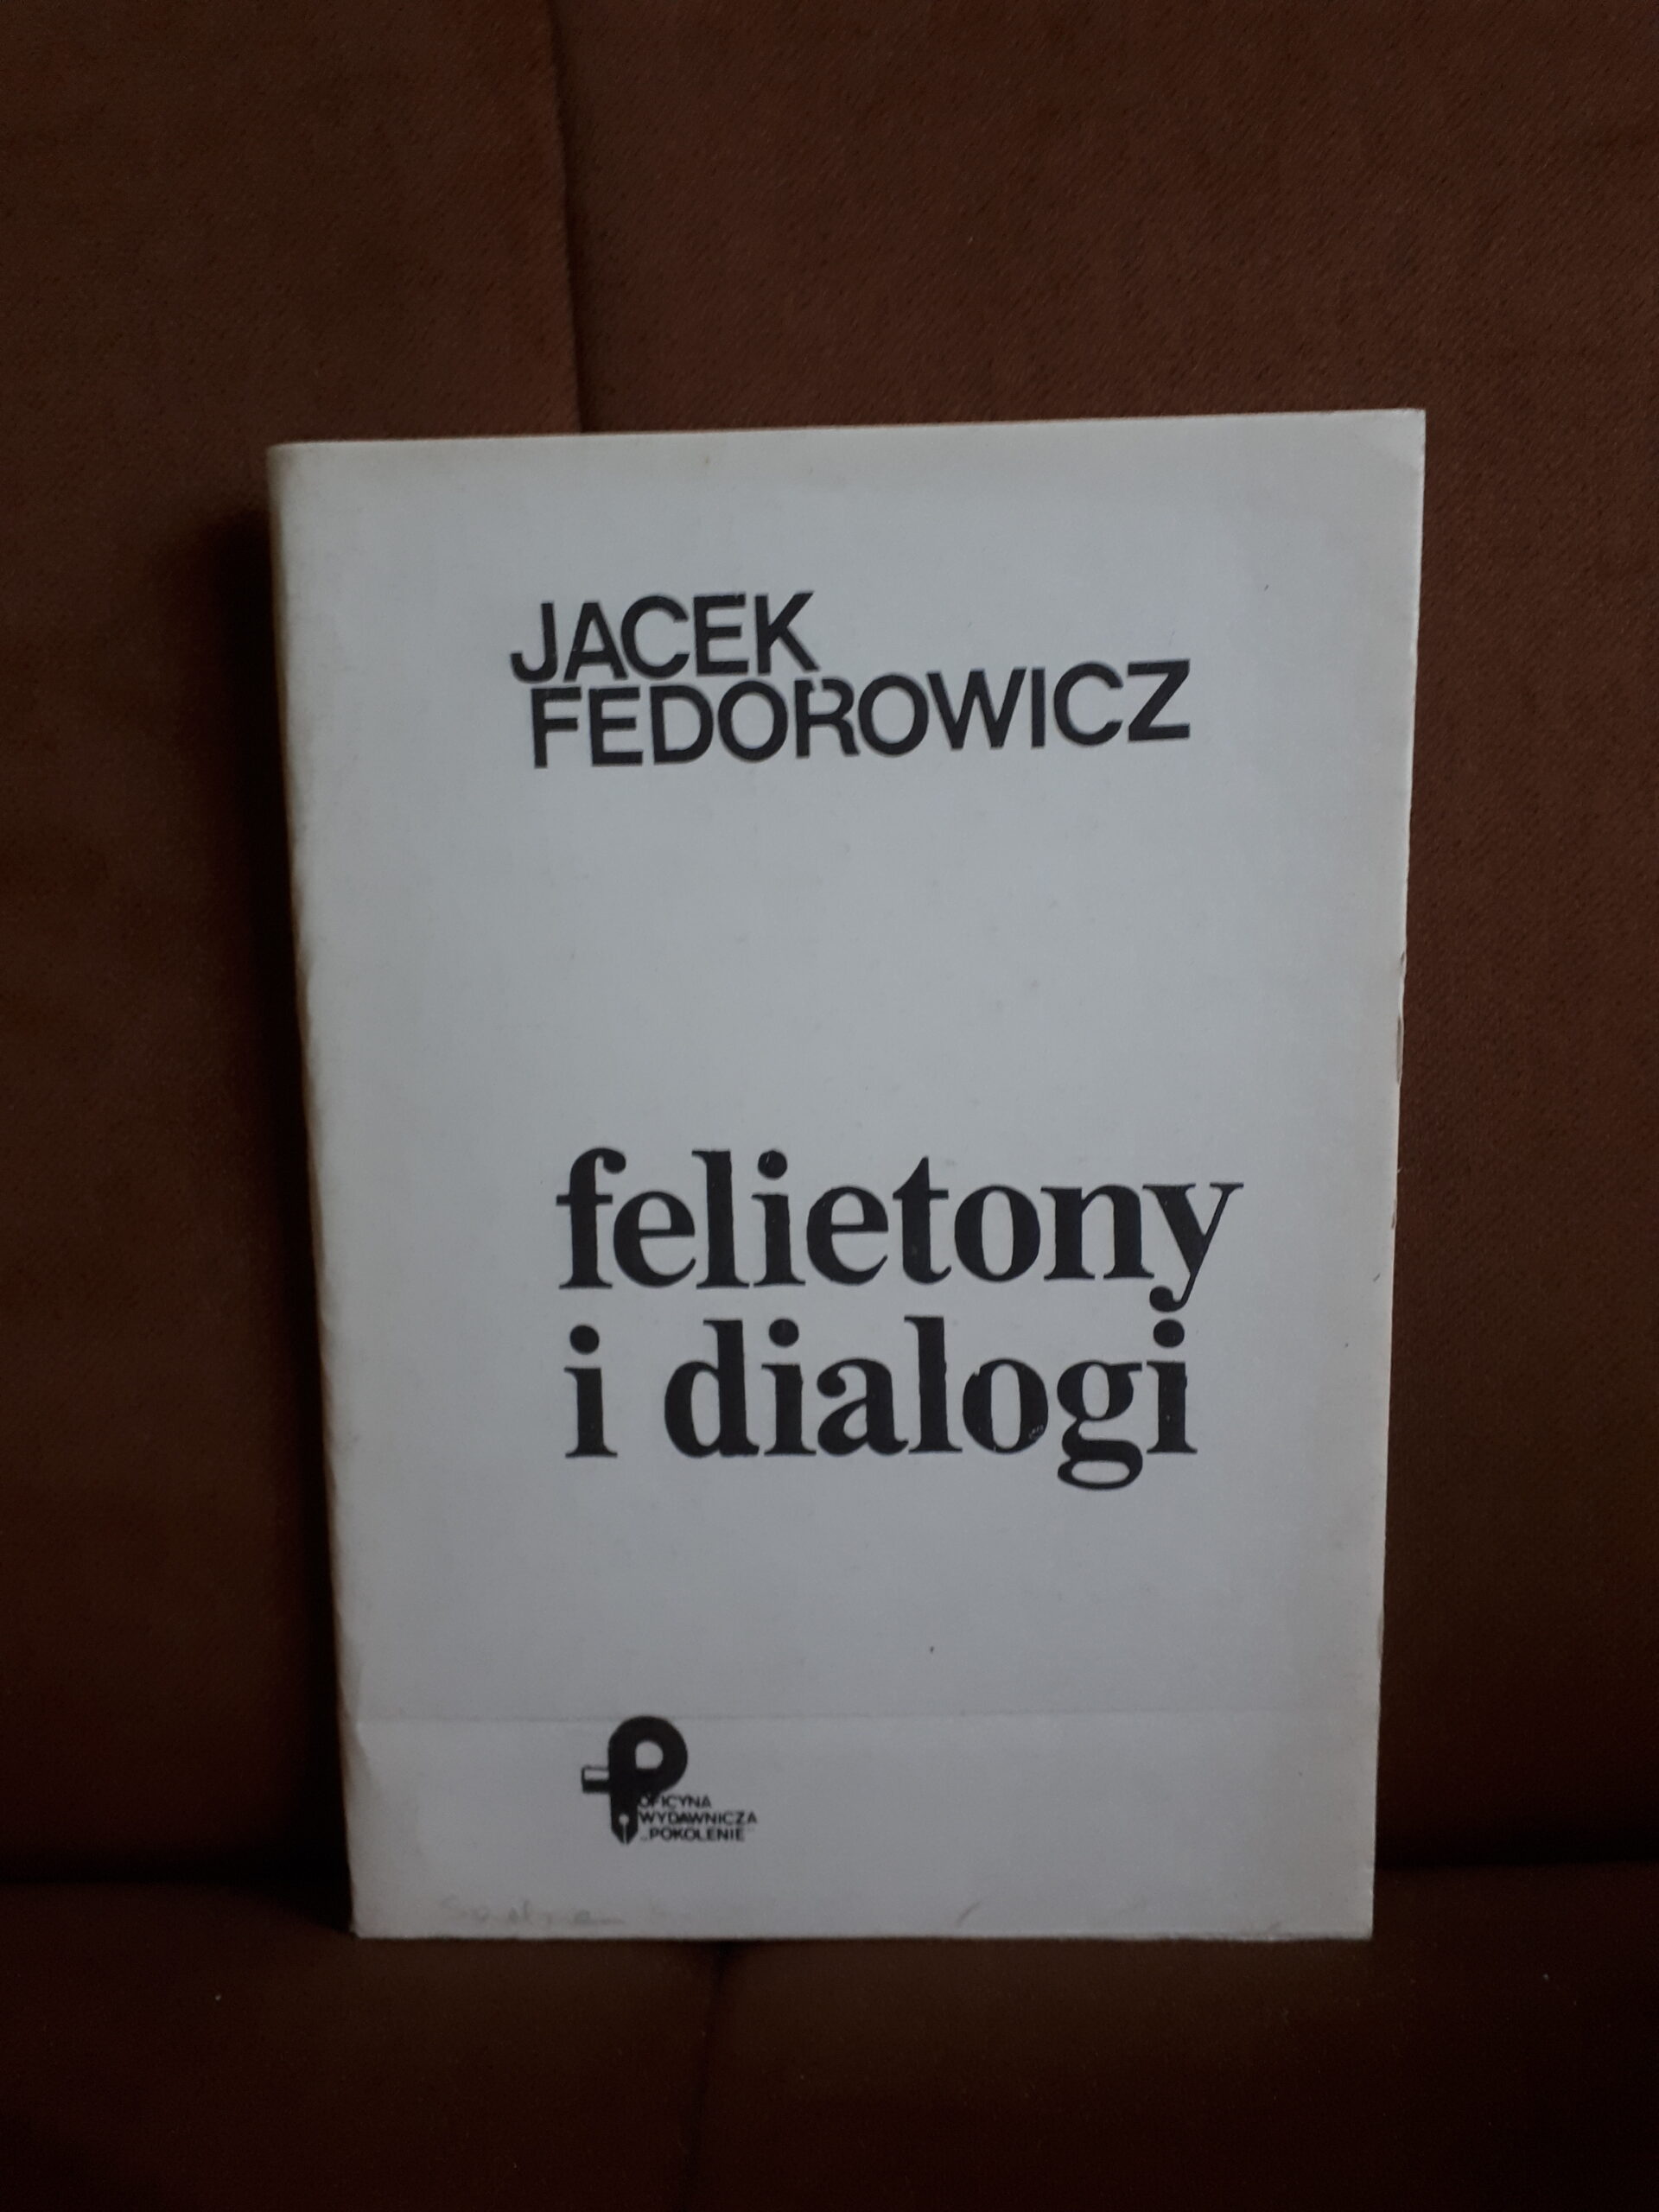 JACEK
FEDOROWICZ
felietony
i dialogi
OFICYNA
WYDAWNICZA
„POKOLENIE”